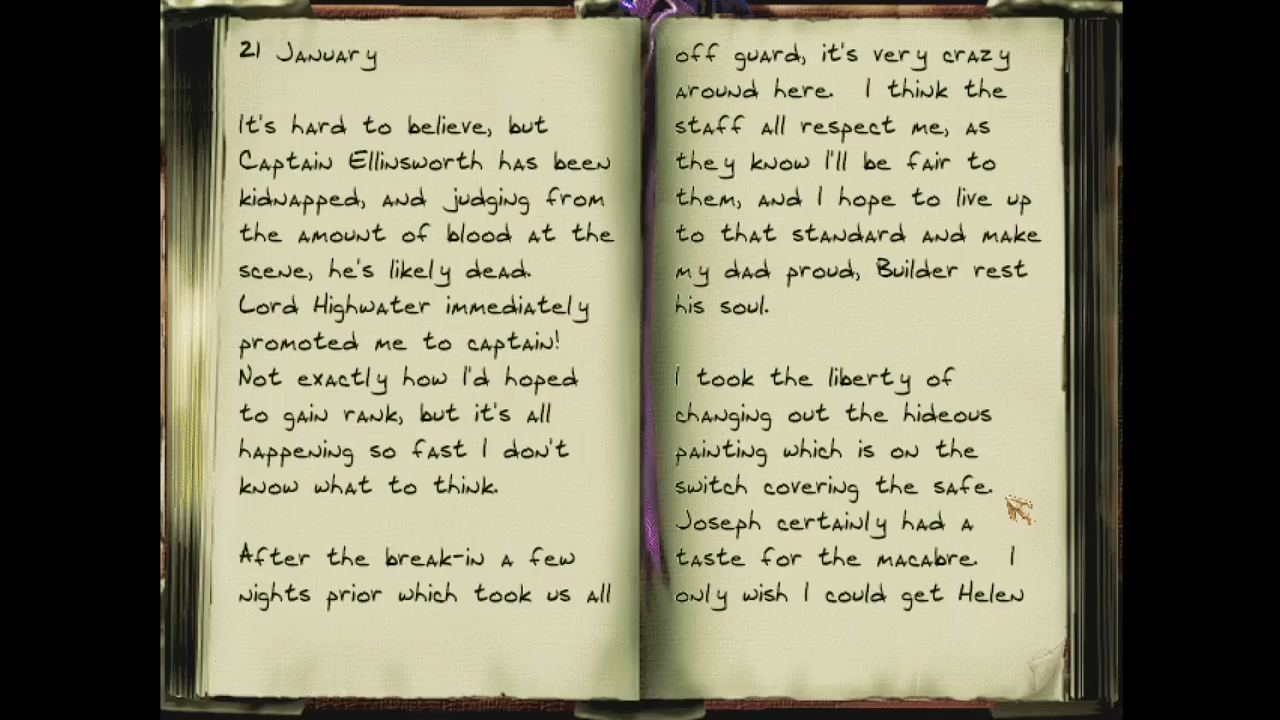 21 January
It's hard to believe, but
Captain Ellinsworth has been
kidnapped, and judging from
the amount of blood at the
scene, he's likely dead.
Lord Highwater immediately
promoted me to captain!
Not exactly how I'd hoped
to gain rank, but it's all
happening so fast I don't
know what to think.
After the break-in a few
nights prior which took us all
off guard, it's very crazy
around here. I think the
staff all respect me, as
they know I'll be fair to
them, and I hope to live up
to that standard and make
my dad proud, Builder rest
his soul.
I took the liberty of
changing out the hideous
painting which is on the
switch covering the safe.
Joseph certainly had a
taste for the macabre. I
only wish I could get Helen